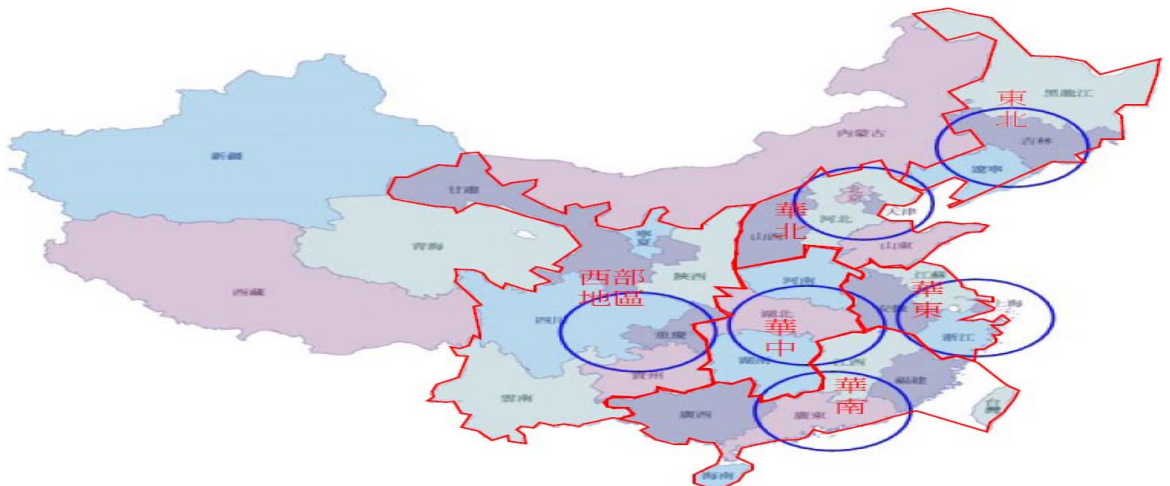 黑龍江
東
北
吉林
遼寧
內蒙古
新疆
甘肅
北
京
天津
華
北
河北
山西
山東
寧
夏
青海
陝西
西部
地區
河南
江蘇
華
東
上海
安徽
浙江
西藏
四川
重慶
湖北
華
中
湖南
江西
貴州
福建
雲南
華
南
廣西
廣東
台
灣
海南